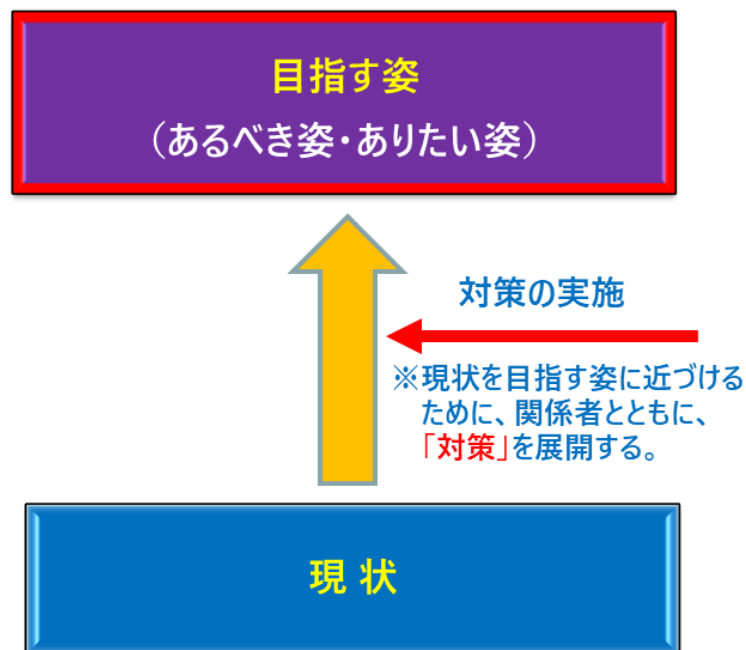 目指す姿
（あるべき姿・ありたい姿）
対策の実施
※現状を目指す姿に近づける
ために、関係者とともに、
「対策」を展開する。
現 状